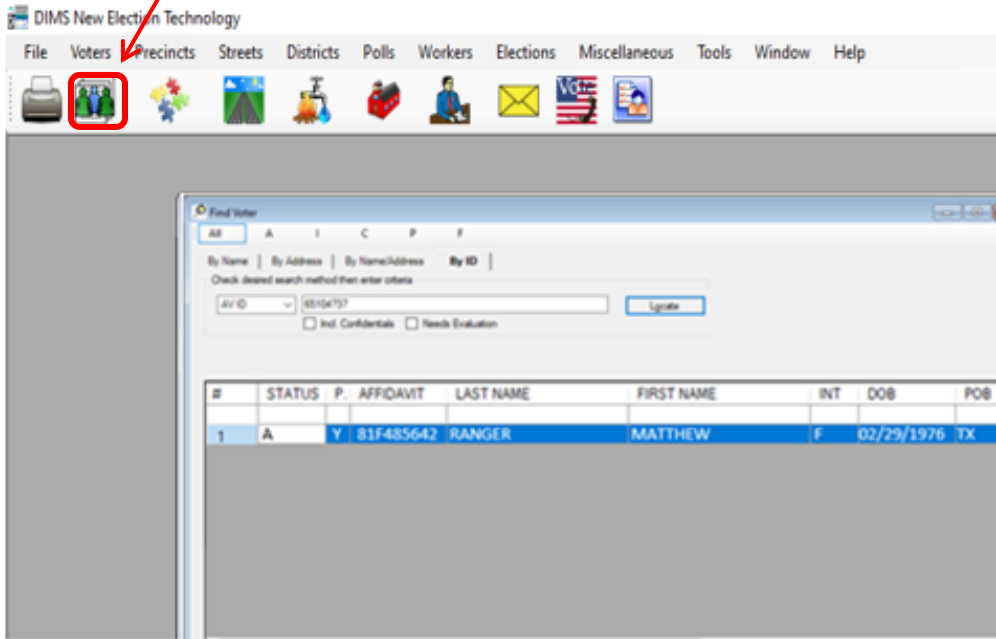 DIMS New Election Technology
File Voters Precincts Streets Districts Polls Workers Elections Miscellaneous Tools Window Help
Vote
Find Voter
All A I C P F
By Name By Address By Name/Address By ID
Check desired search method then enter criteria
AV ID 65104737 Locate
Incl. Confidentials Needs Evaluation
# STATUS P. AFFIDAVIT LAST NAME FIRST NAME INT DOB POB
1 A Y 81F485642 RANGER MATTHEW F 02/29/1976 TX